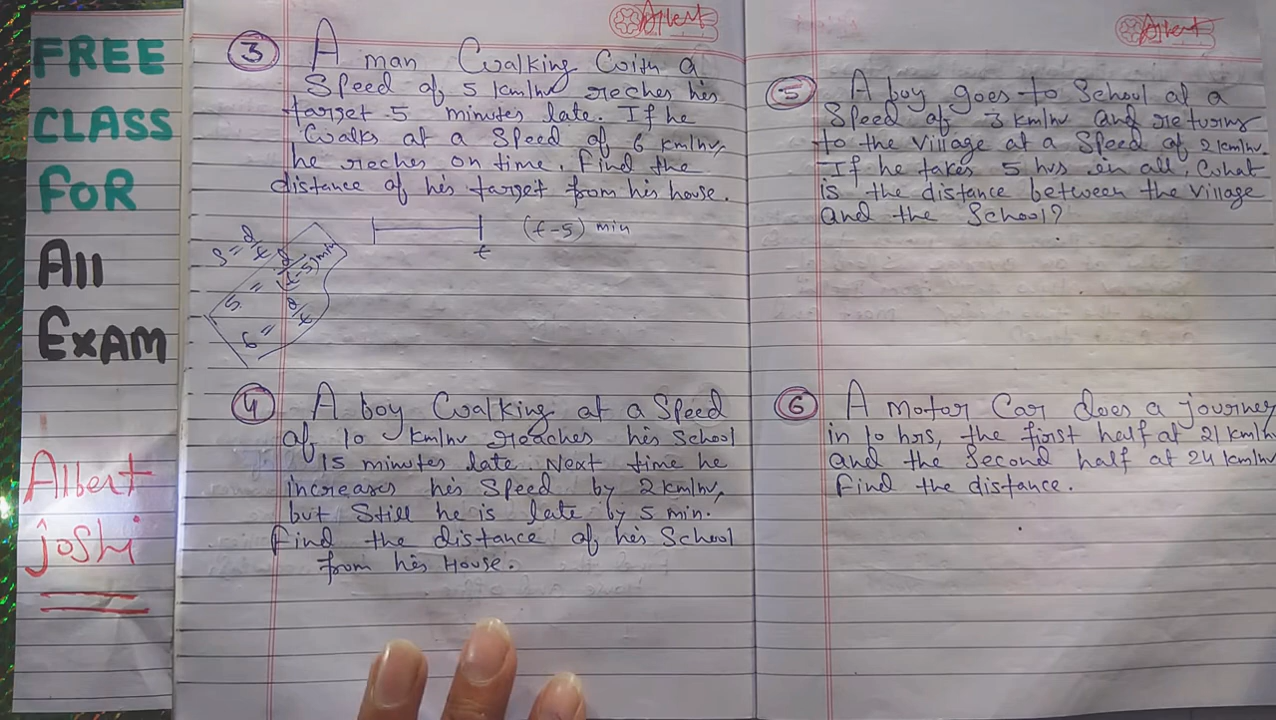 FREE
CLASS
FOR
All
ExAM
Albert
joshi
Albert
3 A man Walking with a
Speed of 5 km/hr reches his
target 5 minutes late. If he
Walks at a Speed of 6 km/hr,
he reches on time. Find the
distance of his target from his house.
(t-5) min
t
S = d/t
5 = d/(t-5) min
6 = d/t
4 A boy Walking at a Speed
of 10 km/hr reaches his School
15 minutes late. Next time he
increases his Speed by 2 km/hr,
but Still he is late by 5 min.
Find the distance of his School
from his House.
Albert
5 A boy goes to School at a
Speed of 3 km/hr and returns
to the village at a Speed of 2 km/hr.
If he takes 5 hrs in all, What
is the distance between the village
and the School?
6 A Motor Car does a journey
in 10 hrs, the first half at 21 km/h
and the Second half at 24 km/h
Find the distance.